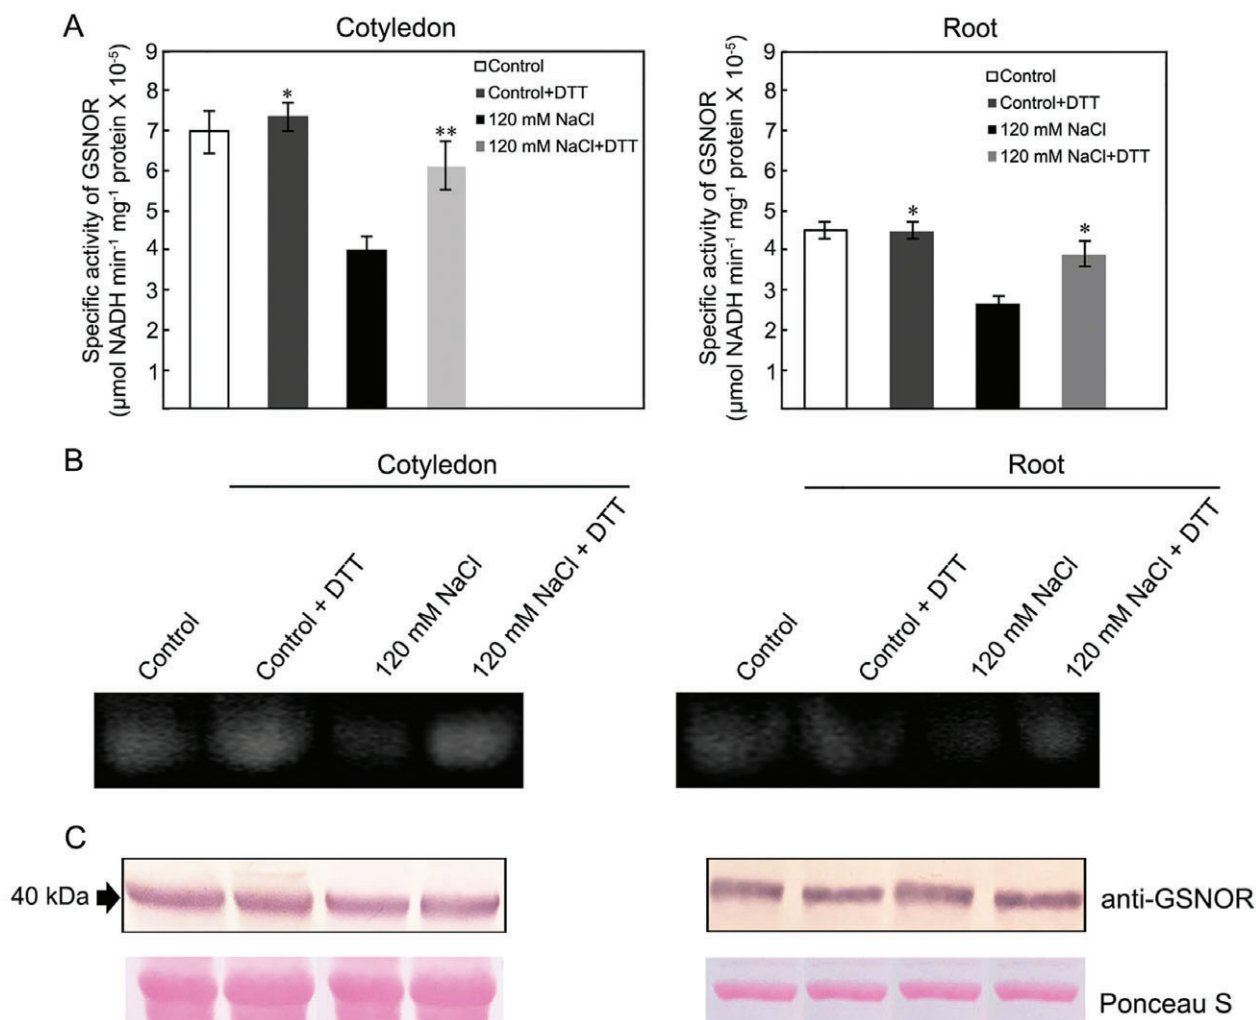 A
Cotyledon
Specific activity of GSNOR
(µmol NADH min⁻¹ mg⁻¹ protein X 10⁻⁵)
9
8
7
6
5
4
3
2
1
*
**
Control
Control+DTT
120 mM NaCl
120 mM NaCl+DTT
Root
Specific activity of GSNOR
(µmol NADH min⁻¹ mg⁻¹ protein X 10⁻⁵)
9
8
7
6
5
4
3
2
1
*
*
Control
Control+DTT
120 mM NaCl
120 mM NaCl+DTT
B
Cotyledon
Control
Control + DTT
120 mM NaCl
120 mM NaCl + DTT
Root
Control
Control + DTT
120 mM NaCl
120 mM NaCl + DTT
C
40 kDa
anti-GSNOR
Ponceau S